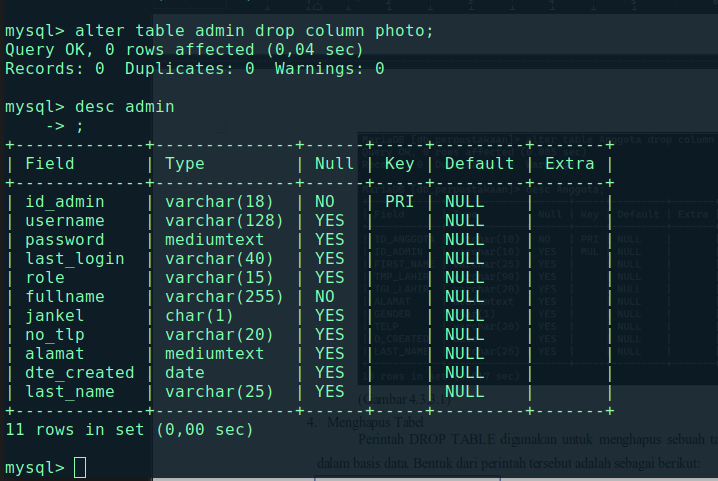 mysql> alter table admin drop column photo;
Query OK, 0 rows affected (0,04 sec)
Records: 0  Duplicates: 0  Warnings: 0

mysql> desc admin
    -> ;
+-------------+--------------+------+-----+---------+-------+
| Field       | Type         | Null | Key | Default | Extra |
+-------------+--------------+------+-----+---------+-------+
| id_admin    | varchar(18)  | NO   | PRI | NULL    |       |
| username    | varchar(128) | YES  |     | NULL    |       |
| password    | mediumtext   | YES  |     | NULL    |       |
| last_login  | varchar(40)  | YES  |     | NULL    |       |
| role        | varchar(15)  | YES  |     | NULL    |       |
| fullname    | varchar(255) | NO   |     | NULL    |       |
| jankel      | char(1)      | YES  |     | NULL    |       |
| no_tlp      | varchar(20)  | YES  |     | NULL    |       |
| alamat      | mediumtext   | YES  |     | NULL    |       |
| dte_created | date         | YES  |     | NULL    |       |
| last_name   | varchar(25)  | YES  |     | NULL    |       |
+-------------+--------------+------+-----+---------+-------+
11 rows in set (0,00 sec)

mysql>
4. Menghapus Tabel
Perintah DROP TABLE digunakan untuk menghapus sebuah
dalam basis data. Bentuk dari perintah tersebut adalah sebagai berikut: